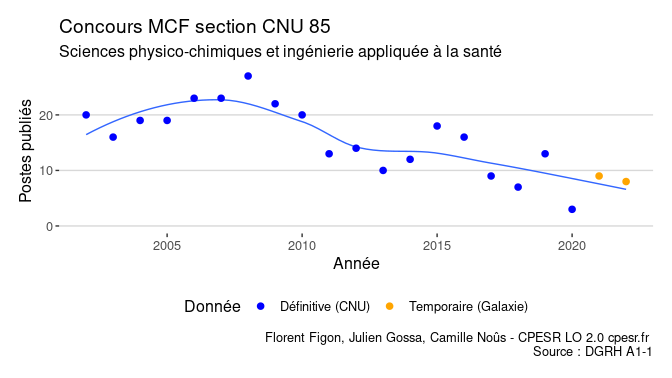 Concours MCF section CNU 85
Sciences physico-chimiques et ingénierie appliquée à la santé
Postes publiés
20
10
0
2005 2010 2015 2020
Année
Donnée Définitive (CNU) Temporaire (Galaxie)
Florent Figon, Julien Gossa, Camille Noûs - CPESR LO 2.0 cpesr.fr
Source : DGRH A1-1